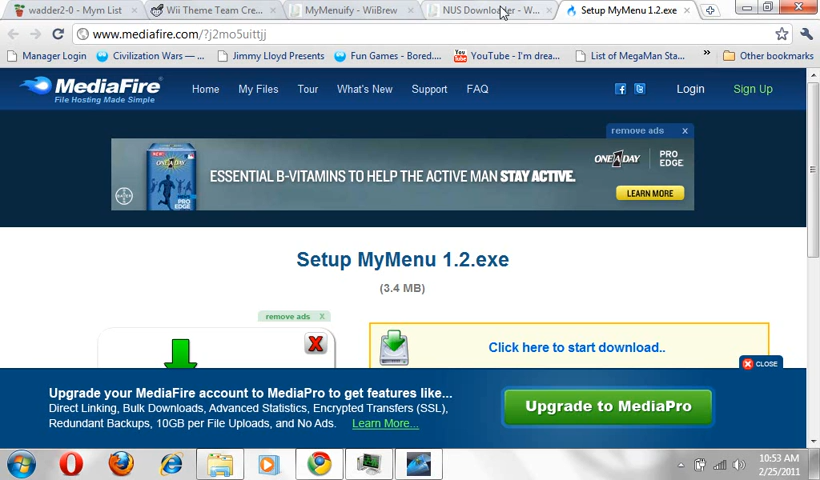 wadder2-0 - Mym List
Wii Theme Team Cre...
MyMenuify - WiiBrew
NUS Downloader - W...
Setup MyMenu 1.2.exe
www.mediafire.com/?j2mo5uittjj
Manager Login
Civilization Wars —...
Jimmy Lloyd Presents
Fun Games - Bored....
YouTube - I'm drea...
List of MegaMan Sta...
»
Other bookmarks
MediaFire
File Hosting Made Simple
Home
My Files
Tour
What's New
Support
FAQ
Login
Sign Up
remove ads X
ONE A DAY
PRO EDGE
ESSENTIAL B-VITAMINS TO HELP THE ACTIVE MAN STAY ACTIVE.
ONE A DAY
PRO EDGE
LEARN MORE
Setup MyMenu 1.2.exe
(3.4 MB)
remove ads X
X
Click here to start download..
CLOSE
Upgrade your MediaFire account to MediaPro to get features like...
Direct Linking, Bulk Downloads, Advanced Statistics, Encrypted Transfers (SSL),
Redundant Backups, 10GB per File Uploads, and No Ads. Learn More...
Upgrade to MediaPro
10:53 AM
2/25/2011